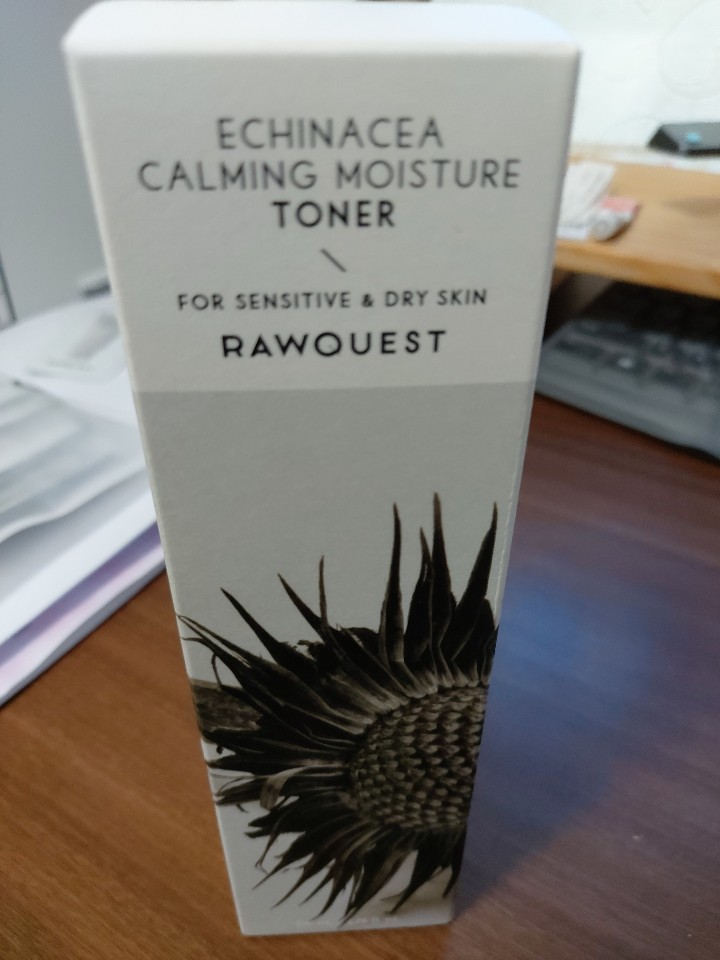 ECHINACEA
CALMING MOISTURE
TONER
FOR SENSITIVE & DRY SKIN
RAWQUEST